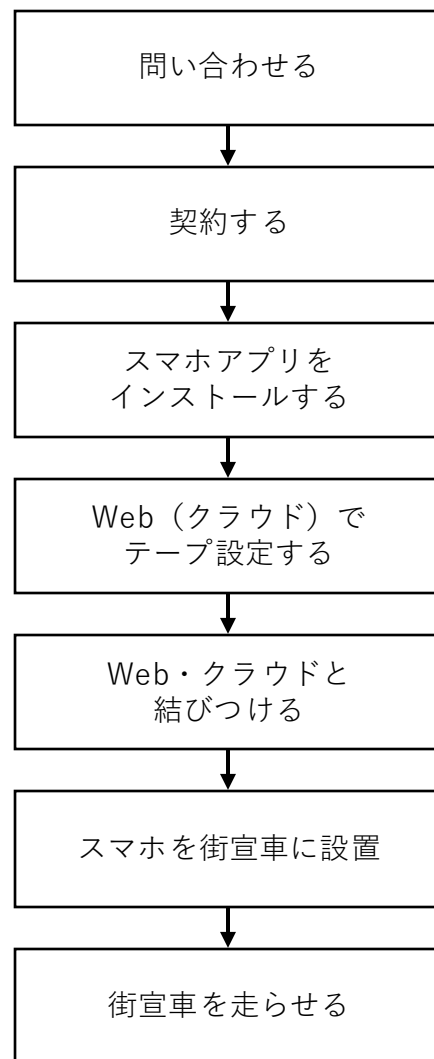 問い合わせる
契約する
スマホアプリを
インストールする
Web（クラウド）で
テープ設定する
Web・クラウドと
結びつける
スマホを街宣車に設置
街宣車を走らせる